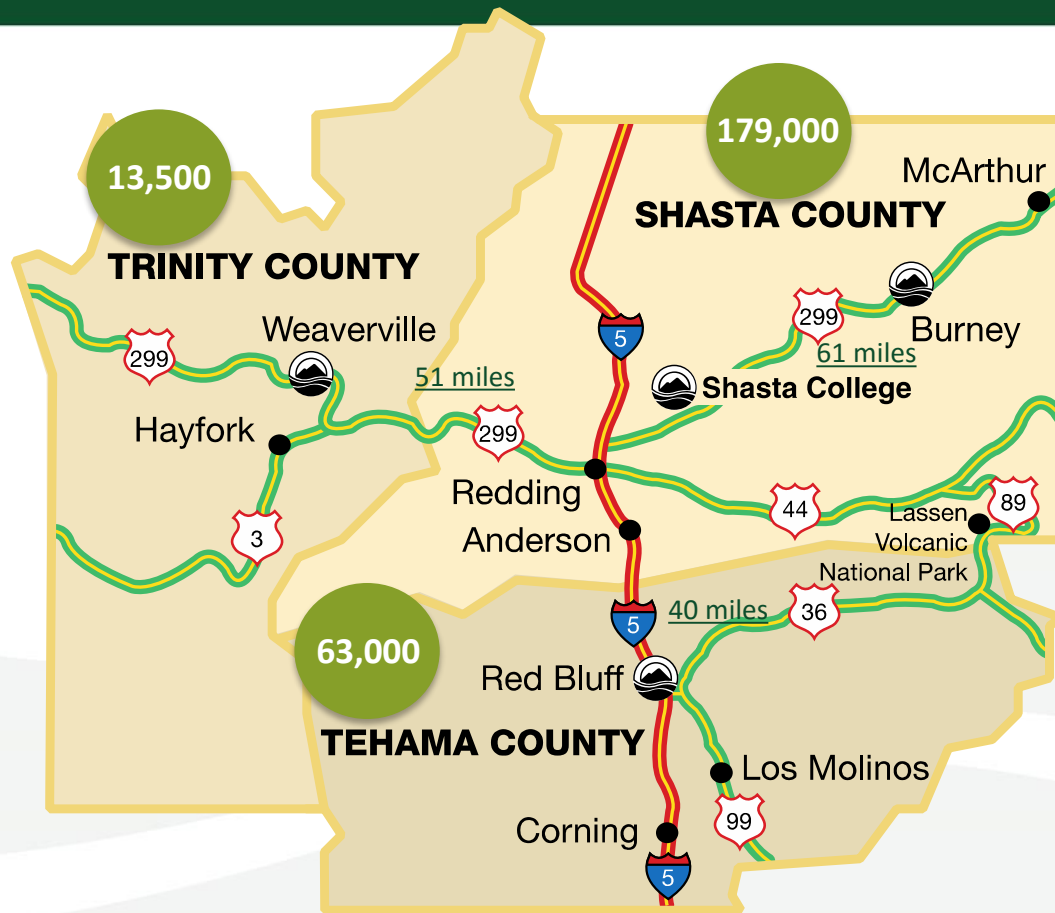 179,000
13,500
McArthur
SHASTA COUNTY
TRINITY COUNTY
299
Weaverville
5
Burney
299
61 miles
51 miles
Shasta College
Hayfork
299
Redding
44
89
Lassen
Volcanic
National Park
Anderson
3
40 miles
36
5
63,000
Red Bluff
TEHAMA COUNTY
Los Molinos
99
Corning
5